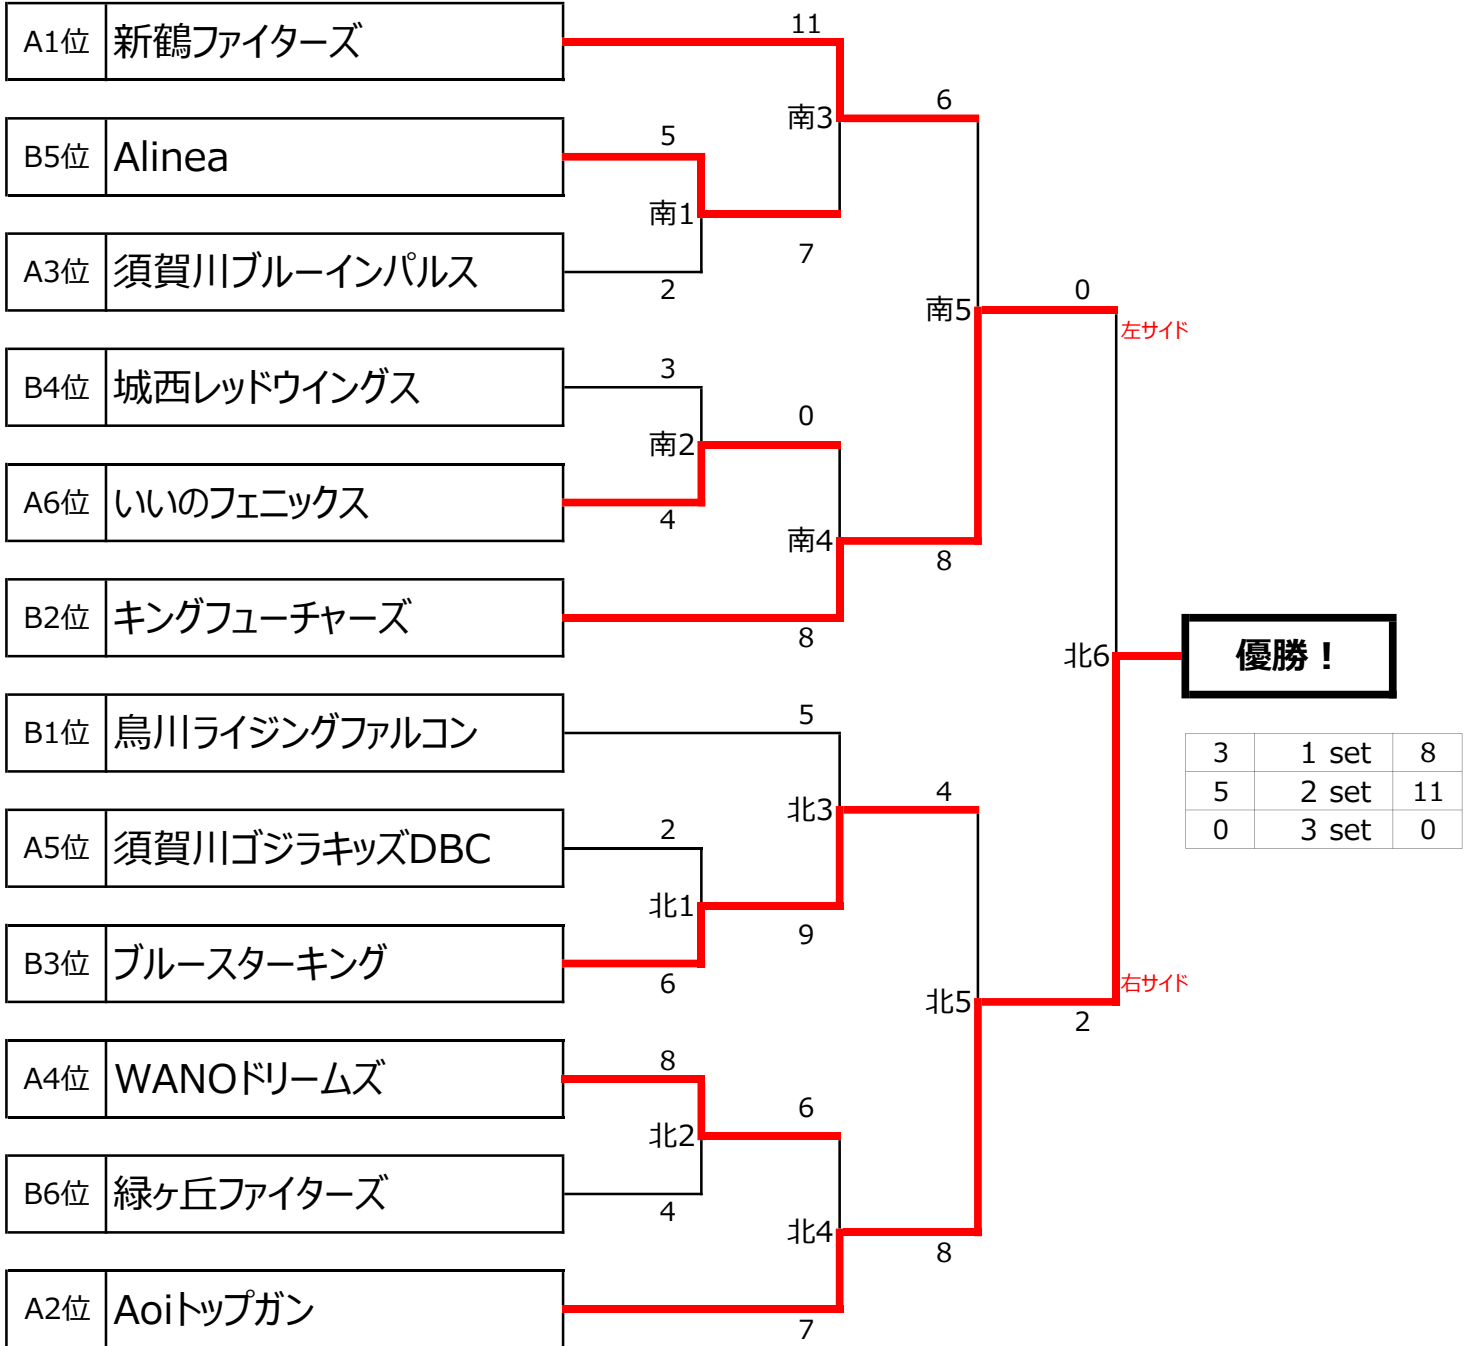 11
A1位 新鶴ファイターズ
6
南3
5
B5位 Alinea
南1
7
A3位 須賀川ブルーインパルス
2
0
南5
左サイド
3
B4位 城西レッドウイングス
0
南2
A6位 いいのフェニックス
4
南4
8
B2位 キングフューチャーズ
8
北6 優勝！
5
B1位 鳥川ライジングファルコン
3 1 set 8
5 2 set 11
0 3 set 0
4
北3
2
A5位 須賀川ゴジラキッズDBC
北1
9
B3位 ブルースターキング
6
右サイド
北5
2
8
A4位 WANOドリームズ
6
北2
B6位 緑ヶ丘ファイターズ
4
北4
8
A2位 Aoiトップガン
7